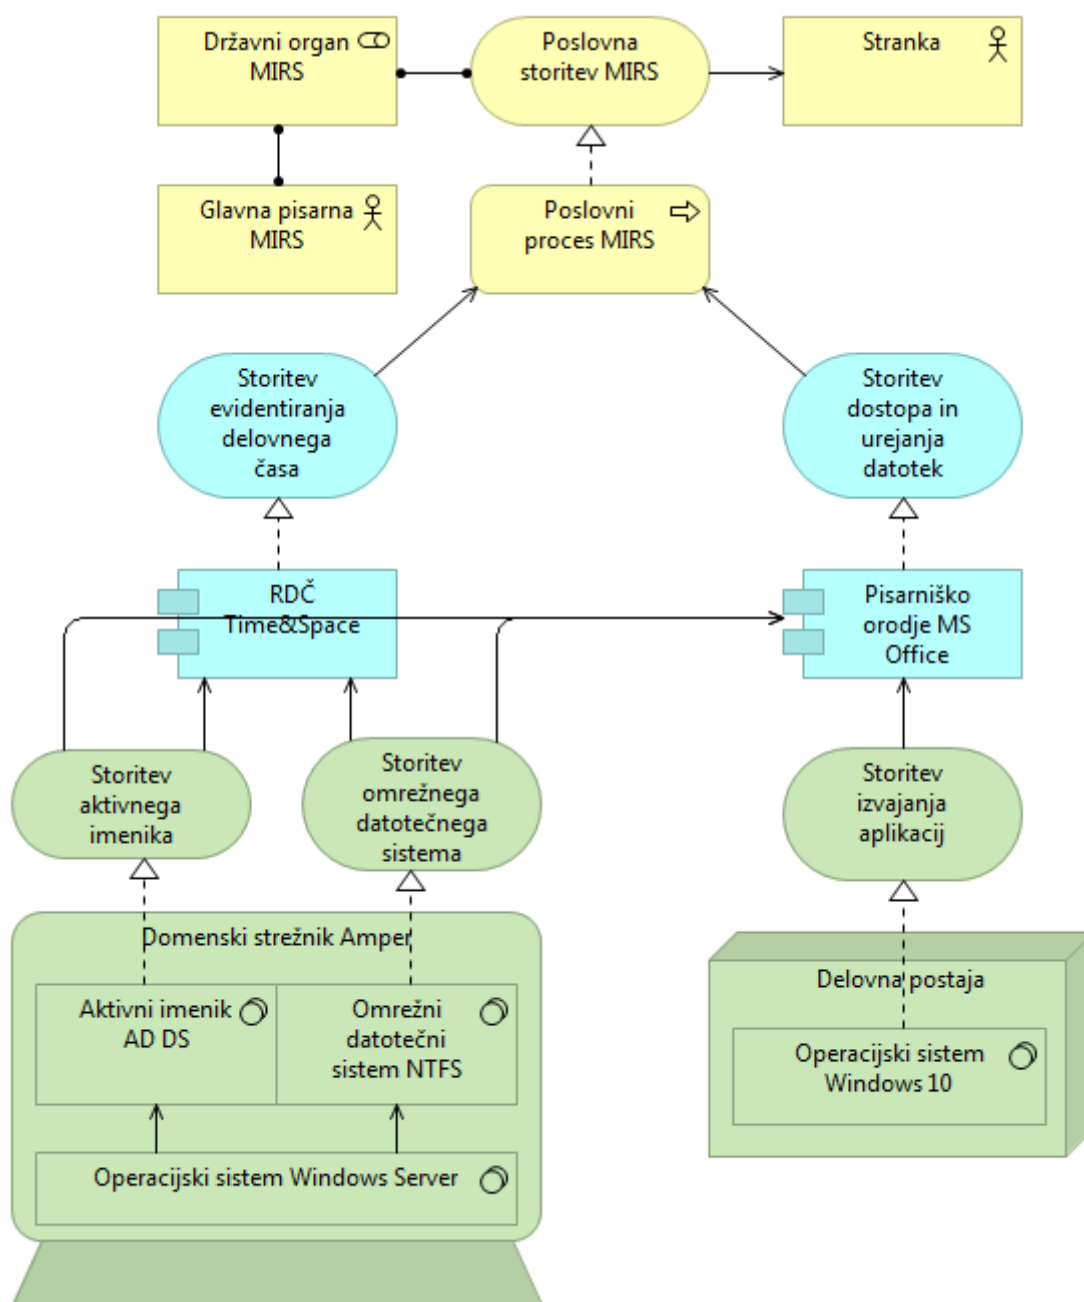 Državni organ
MIRS
Poslovna
storitev MIRS
Stranka
Glavna pisarna
MIRS
Poslovni
proces MIRS
Storitev
evidentiranja
delovnega
časa
Storitev
dostopa in
urejanja
datotek
RDČ
Time&Space
Pisarniško
orodje MS
Office
Storitev
aktivnega
imenika
Storitev
omrežnega
datotečnega
sistema
Storitev
izvajanja
aplikacij
Domenski strežnik Amper
Aktivni imenik
AD DS
Omrežni
datotečni
sistem NTFS
Operacijski sistem Windows Server
Delovna postaja
Operacijski sistem
Windows 10